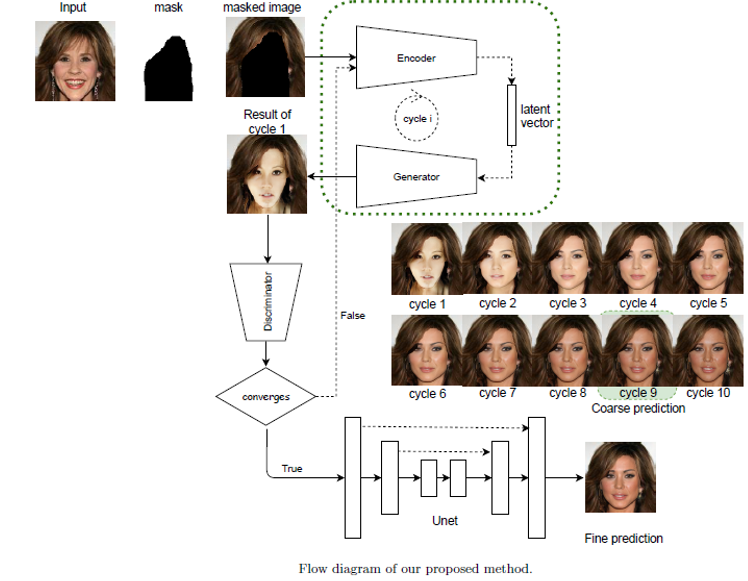 Input
mask
masked image
Encoder
latent
vector
cycle i
Result of
cycle 1
Generator
Discriminator
False
converges
cycle 1
cycle 2
cycle 3
cycle 4
cycle 5
cycle 6
cycle 7
cycle 8
cycle 9
cycle 10
Coarse prediction
True
Unet
Fine prediction
Flow diagram of our proposed method.